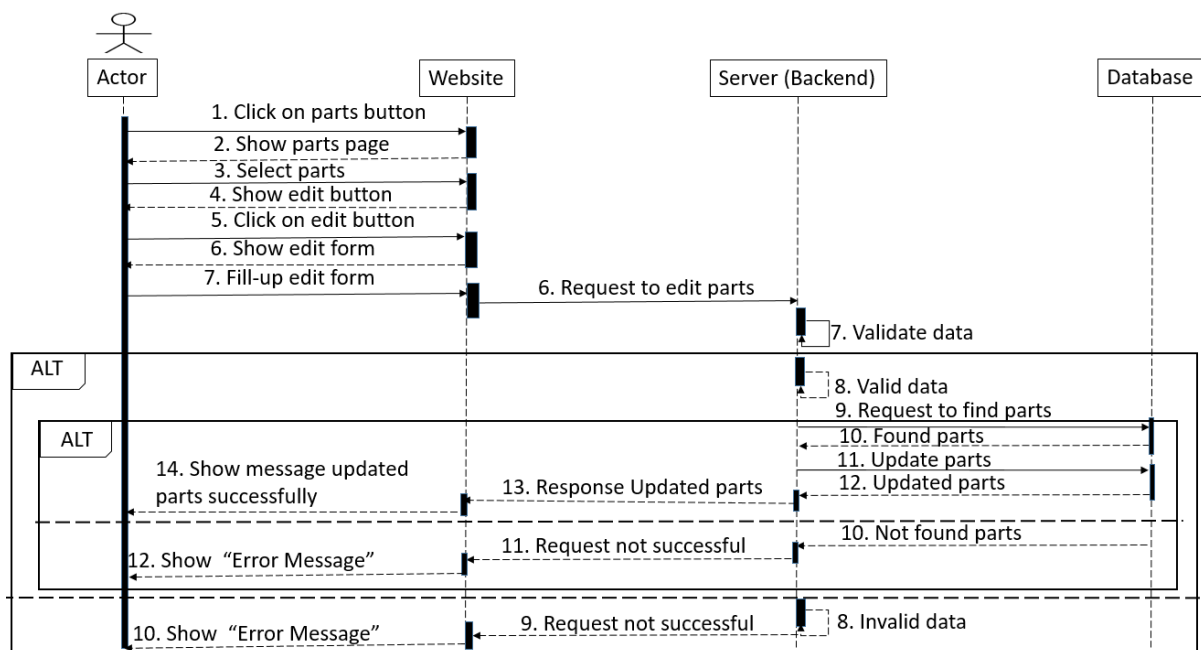 Actor
Website
Server (Backend)
Database
1. Click on parts button
2. Show parts page
3. Select parts
4. Show edit button
5. Click on edit button
6. Show edit form
7. Fill-up edit form
6. Request to edit parts
7. Validate data
ALT
8. Valid data
9. Request to find parts
ALT
10. Found parts
11. Update parts
14. Show message updated
parts successfully
13. Response Updated parts
12. Updated parts
10. Not found parts
11. Request not successful
12. Show “Error Message”
8. Invalid data
9. Request not successful
10. Show “Error Message”